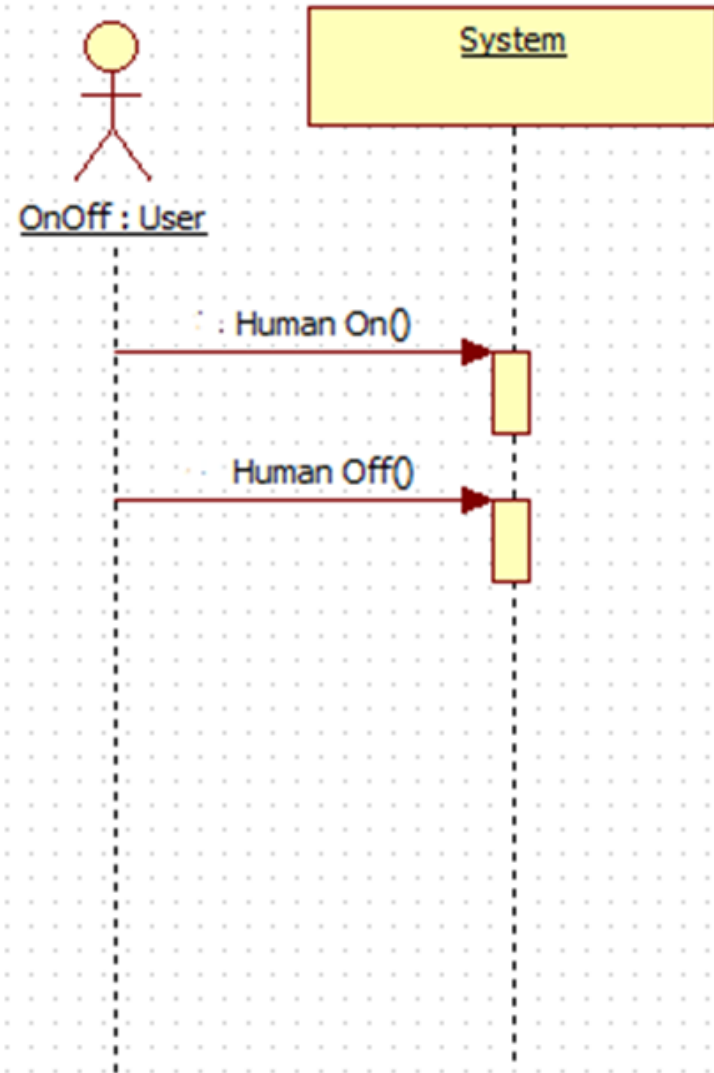 System
OnOff : User
: Human On()
Human Off()